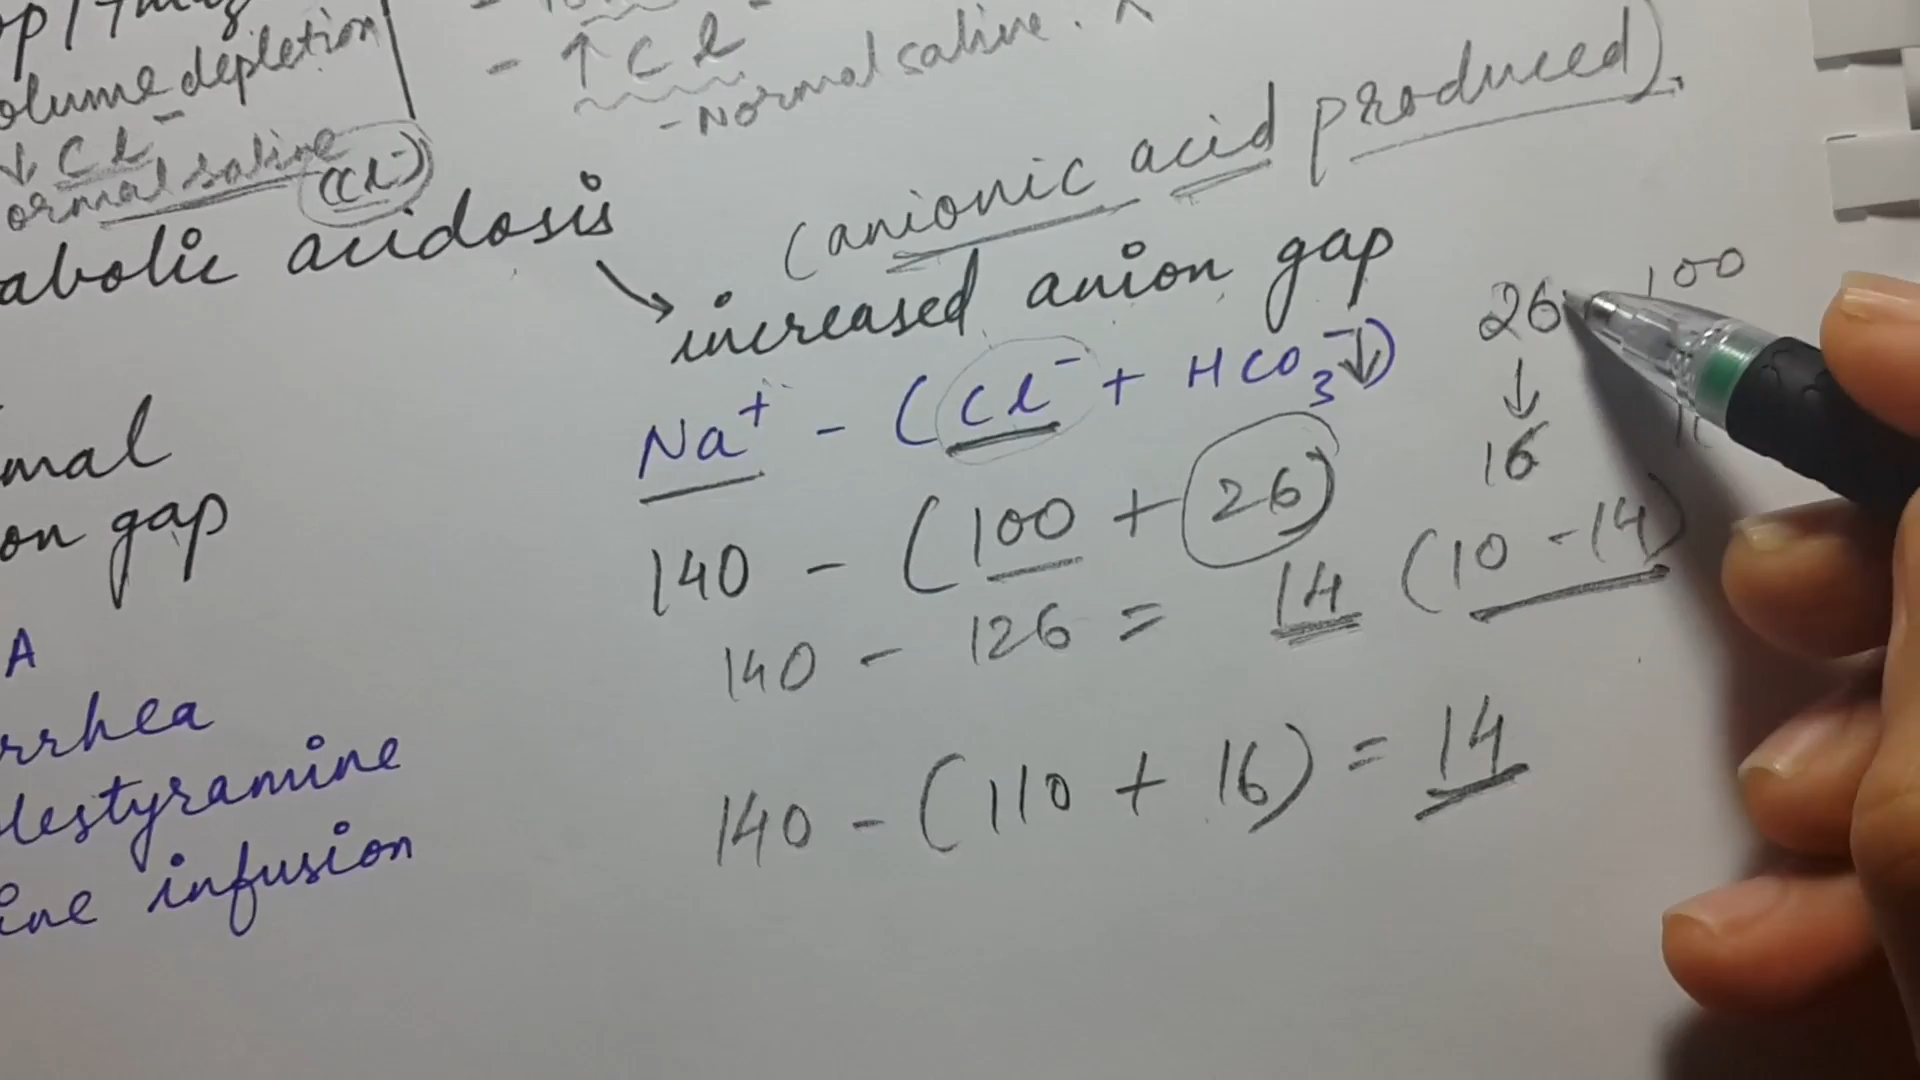 volume depletion
↓ Cl⁻
normal saline
(Cl⁻)
- ↑ Cl⁻
- Normal saline.
(anionic acid produced).
abolic acidosis
increased anion gap
Na⁺ - (Cl⁻ + HCO₃⁻↓)
140 - (100 + 26)
140 - 126 = 14 (10 - 14)
140 - (110 + 16) = 14
26 100
↓
16
mal
on gap
A
rrhea
lestyramine
ine infusion